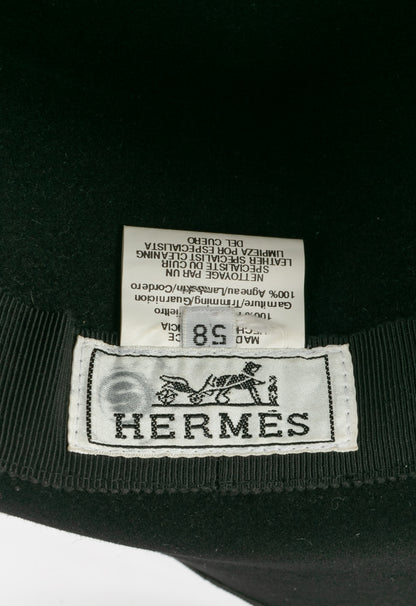 HERMÈS
58
100%
Garniture/Trimming/Guarnicion
100% Agneau/Lambskin/Cordero
NETTOYAGE PAR UN
SPECIALISTE DU CUIR
LEATHER SPECIALIST CLEANING
LIMPIEZA POR ESPECIALISTA
DEL CUERO